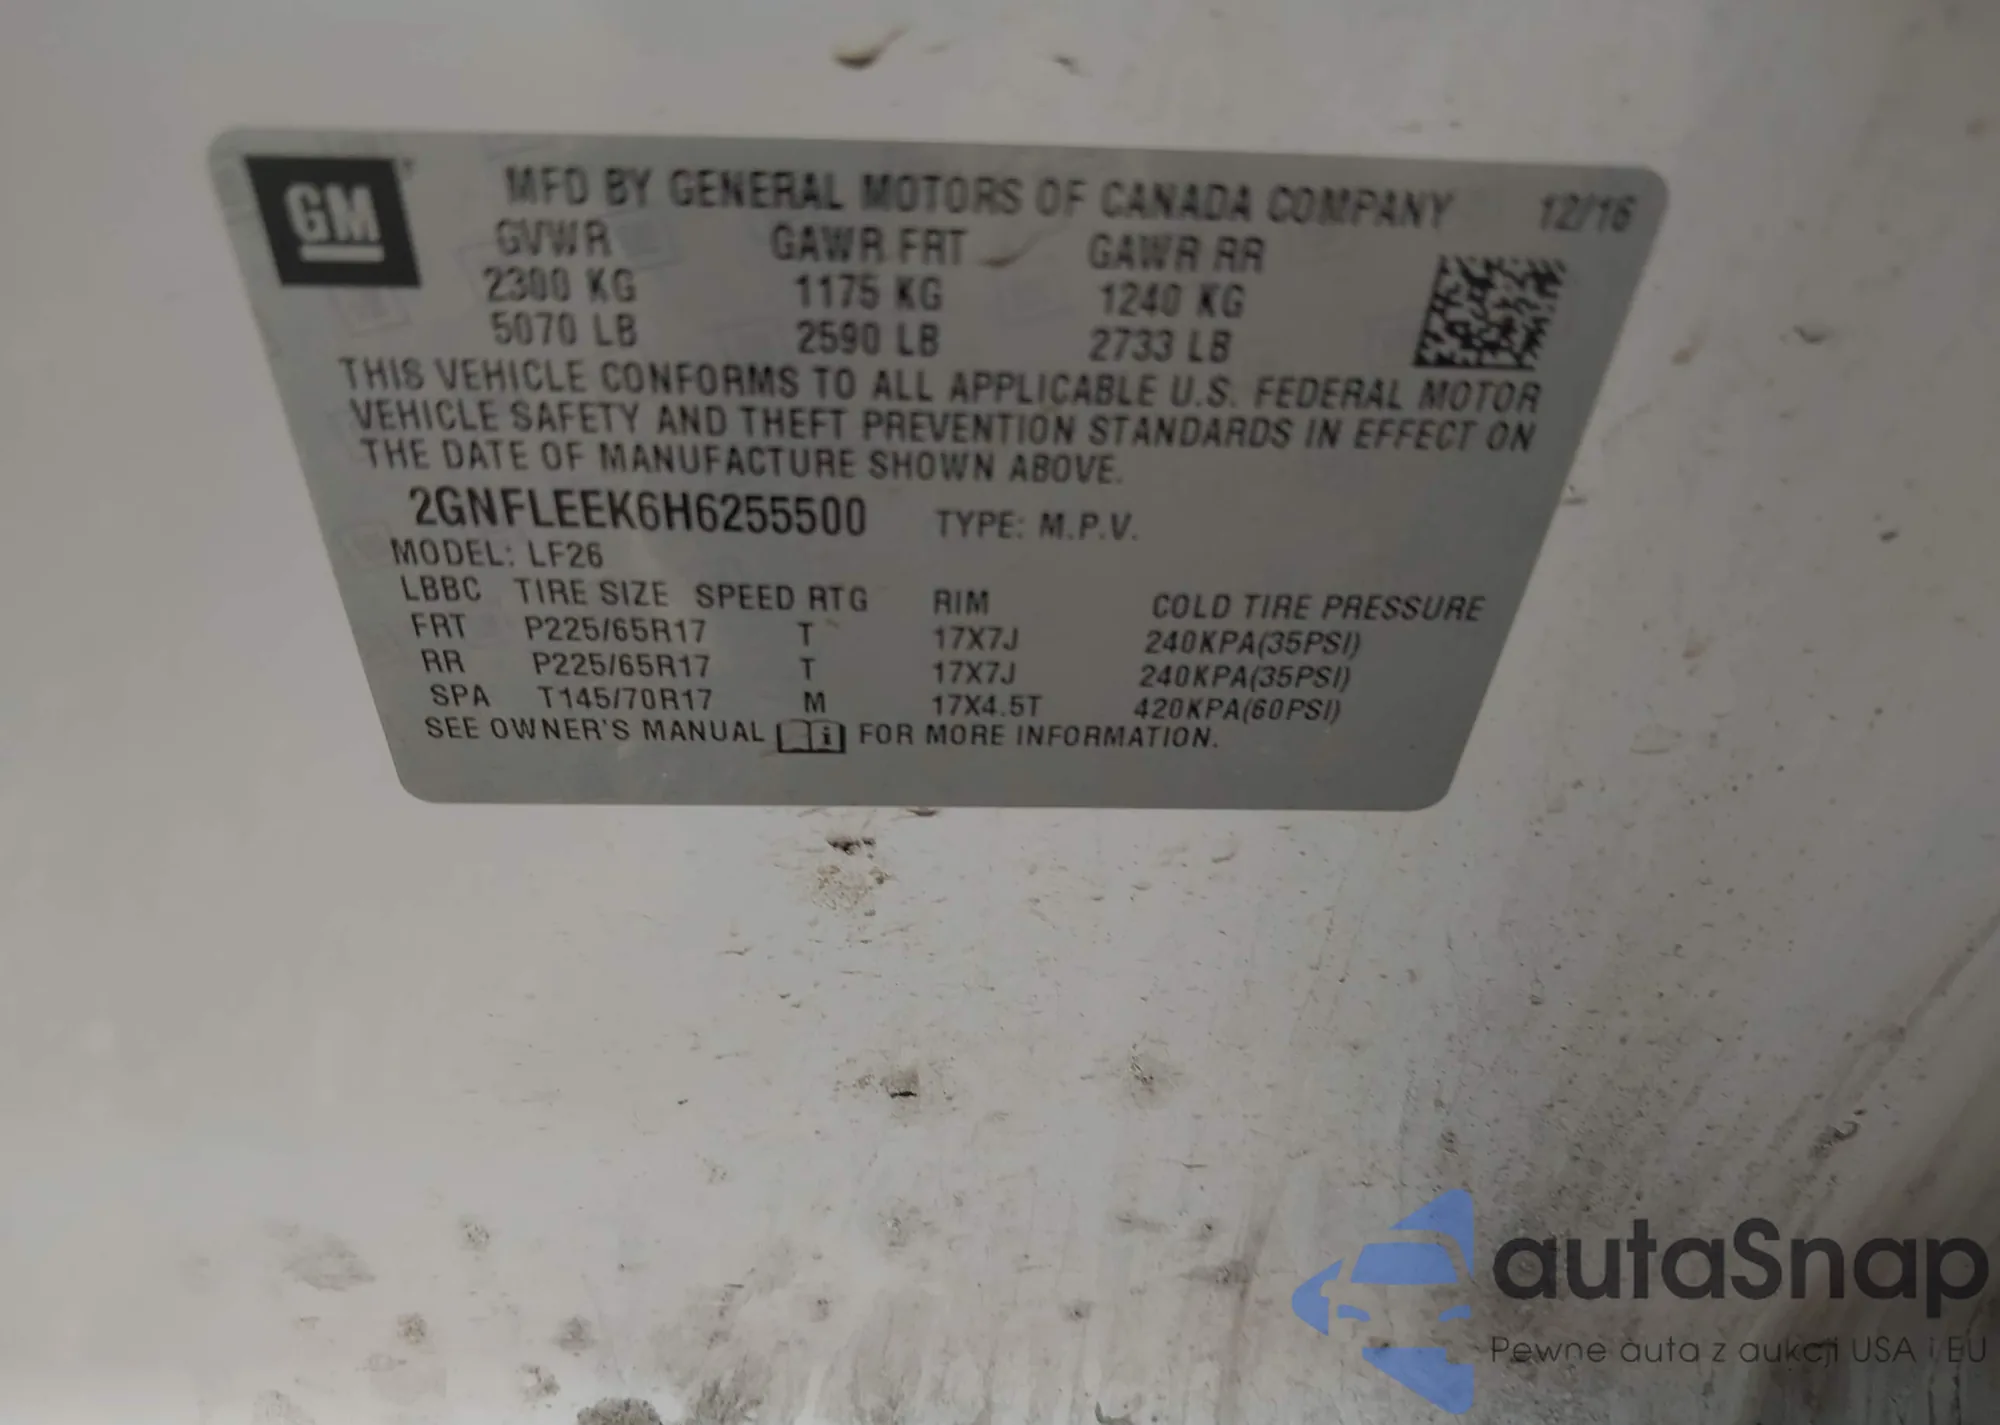 GM
MFD BY GENERAL MOTORS OF CANADA COMPANY 12/16
GVWR GAWR FRT GAWR RR
2300 KG 1175 KG 1240 KG
5070 LB 2590 LB 2733 LB
THIS VEHICLE CONFORMS TO ALL APPLICABLE U.S. FEDERAL MOTOR
VEHICLE SAFETY AND THEFT PREVENTION STANDARDS IN EFFECT ON
THE DATE OF MANUFACTURE SHOWN ABOVE.
2GNFLEEK6H6255500 TYPE: M.P.V.
MODEL: LF26
LBBC TIRE SIZE SPEED RTG RIM COLD TIRE PRESSURE
FRT P225/65R17 T 17X7J 240KPA(35PSI)
RR P225/65R17 T 17X7J 240KPA(35PSI)
SPA T145/70R17 M 17X4.5T 420KPA(60PSI)
SEE OWNER'S MANUAL i FOR MORE INFORMATION.
autaSnap
Pewne auta z aukcji USA i EU